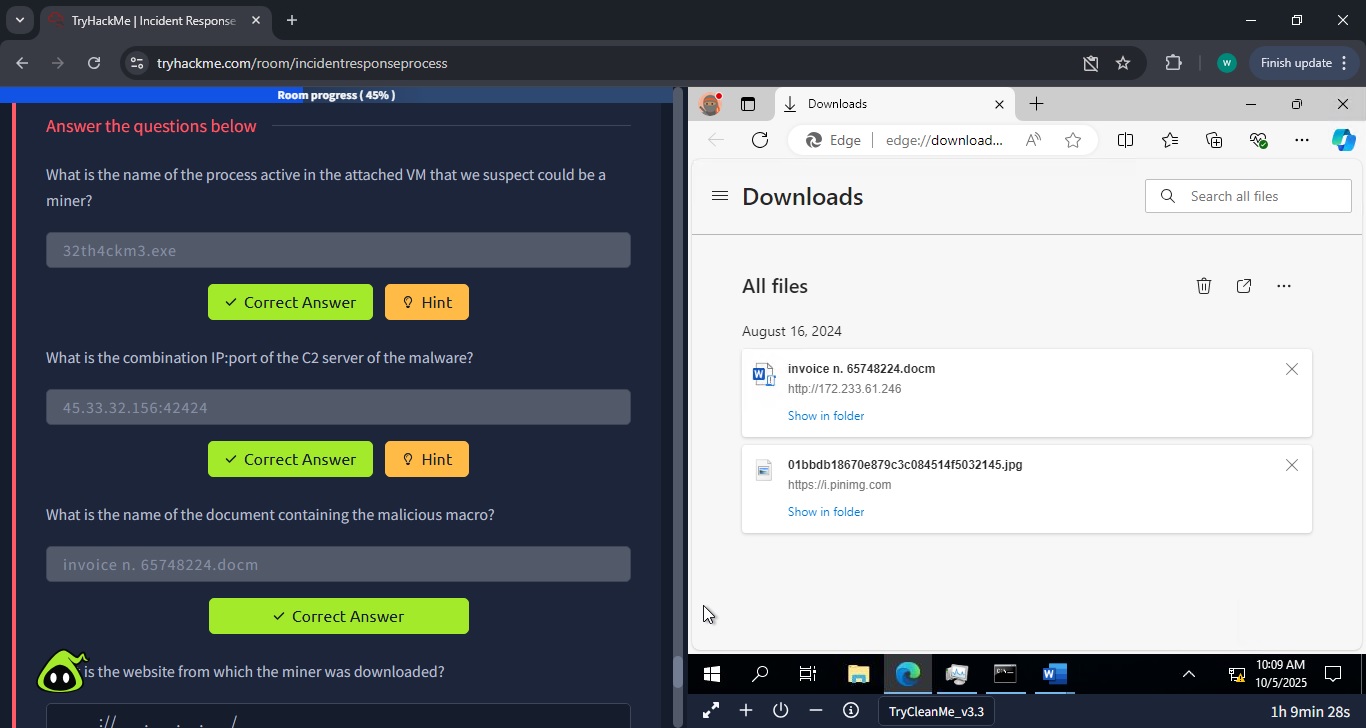 TryHackMe | Incident Response
tryhackme.com/room/incidentresponseprocess
W
Finish update
Room progress ( 45% )
Answer the questions below
What is the name of the process active in the attached VM that we suspect could be a
miner?
32th4ckm3.exe
Correct Answer
Hint
What is the combination IP:port of the C2 server of the malware?
45.33.32.156:42424
Correct Answer
Hint
What is the name of the document containing the malicious macro?
invoice n. 65748224.docm
Correct Answer
is the website from which the miner was downloaded?
://   .   .   .   /
Downloads
Edge
edge://download...
Downloads
Search all files
All files
August 16, 2024
invoice n. 65748224.docm
http://172.233.61.246
Show in folder
01bbdb18670e879c3c084514f5032145.jpg
https://i.pinimg.com
Show in folder
10:09 AM
10/5/2025
TryCleanMe_v3.3
1h 9min 28s